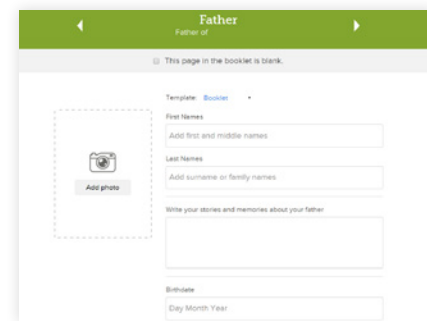 Father
Father of
This page in the booklet is blank.
Template: Booklet
First Names
Add first and middle names
Last Names
Add surname or family names
Add photo
Write your stories and memories about your father
Birthdate
Day Month Year